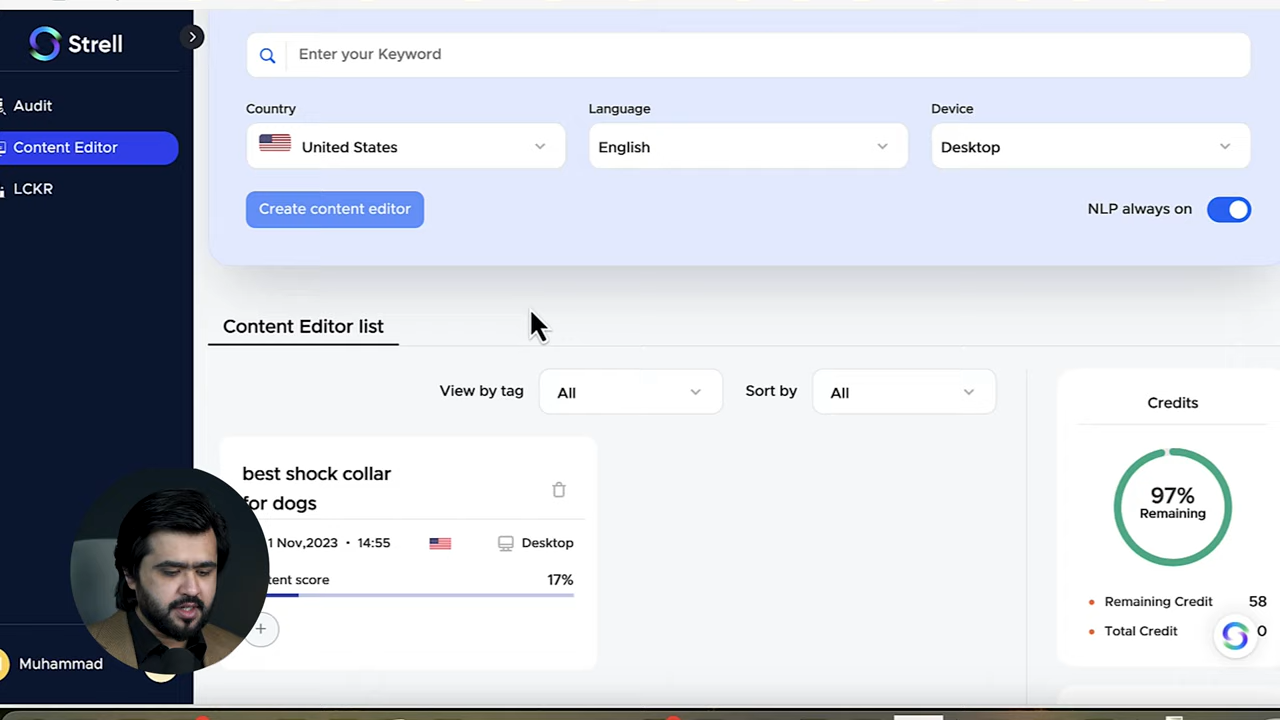 Strell
Audit
Content Editor
LCKR
Muhammad
Enter your Keyword
Country
Language
Device
United States
English
Desktop
Create content editor
NLP always on
Content Editor list
View by tag
All
Sort by
All
best shock collar
for dogs
1 Nov,2023 • 14:55
Desktop
tent score
17%
+
Credits
97%
Remaining
• Remaining Credit 58
• Total Credit 0